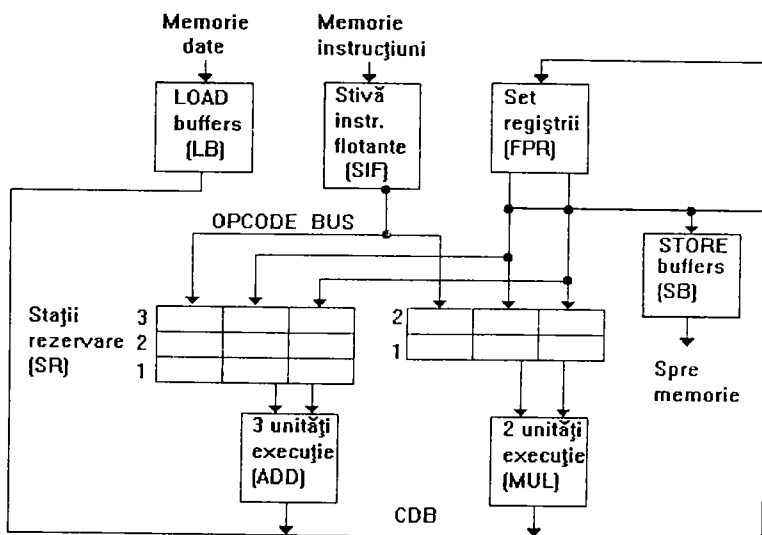 Memorie
date
Memorie
instrucţiuni
LOAD
buffers
(LB)
Stivă
instr.
flotante
(SIF)
Set
regiştrii
(FPR)
OPCODE BUS
STORE
buffers
(SB)
Staţii
rezervare
(SR)
3
2
1
2
1
Spre
memorie
3 unităţi
execuţie
(ADD)
2 unităţi
execuţie
(MUL)
CDB